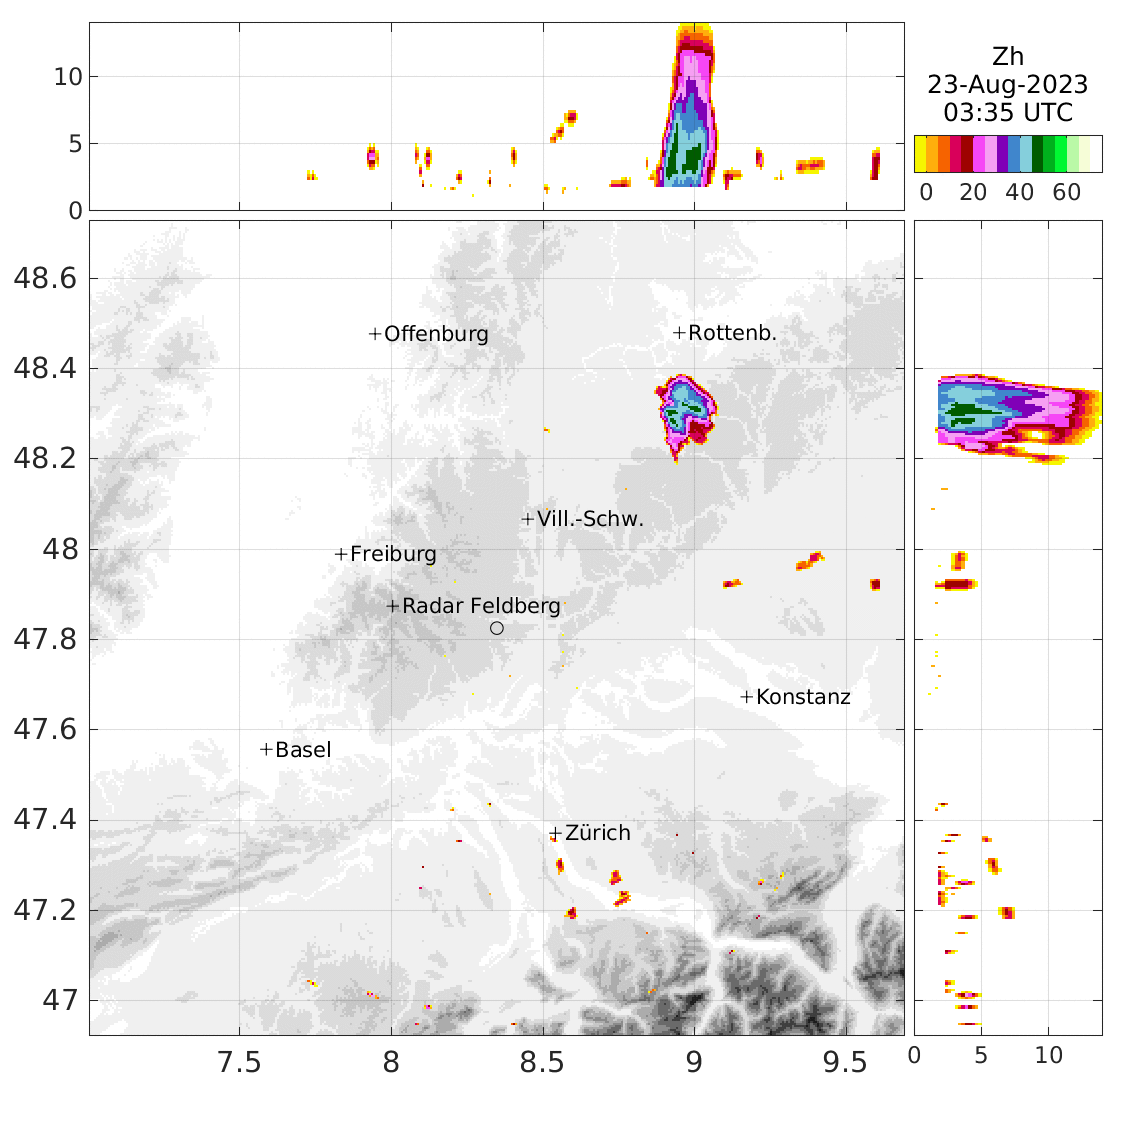 10
5
0
Zh
23-Aug-2023
03:35 UTC
0 20 40 60
48.6
48.4
48.2
48
47.8
47.6
47.4
47.2
47
Offenburg
Rottenb.
Vill.-Schw.
Freiburg
Radar Feldberg
Konstanz
Basel
Zürich
7.5 8 8.5 9 9.5
0 5 10